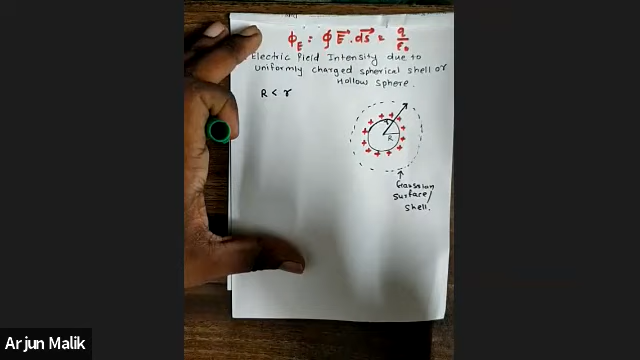 ϕE = ∮ E⃗ . ds⃗ = q/ε₀
Electric Field Intensity due to
uniformly charged spherical shell or
Hollow Sphere.
R < r
R
Gaussian
Surface/
Shell.
Arjun Malik